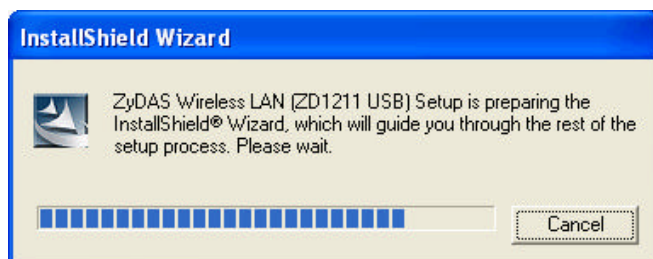 InstallShield Wizard
ZyDAS Wireless LAN (ZD1211 USB) Setup is preparing the
InstallShield® Wizard, which will guide you through the rest of the
setup process. Please wait.
Cancel